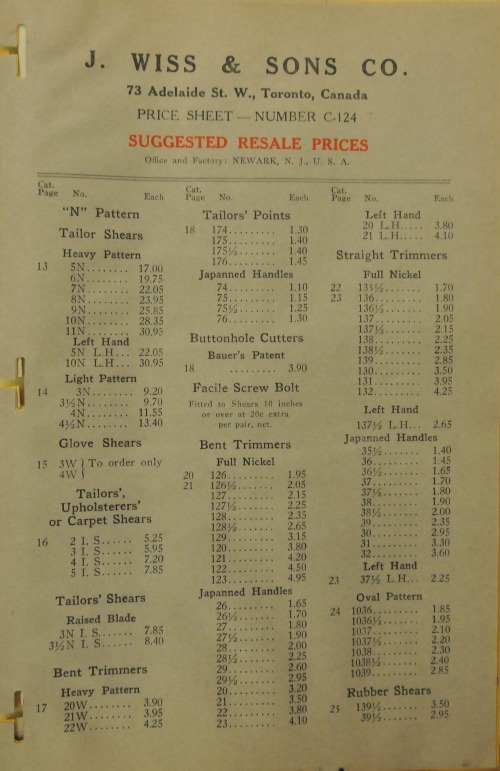 J. WISS & SONS CO.
73 Adelaide St. W., Toronto, Canada
PRICE SHEET — NUMBER C-124
SUGGESTED RESALE PRICES
Office and Factory: NEWARK, N. J., U. S. A.
Cat. Page No. Each
"N" Pattern
Tailor Shears
Heavy Pattern
13 5N........ 17.00
6N........ 19.75
7N........ 22.05
8N........ 23.95
9N........ 25.85
10N........ 28.35
11N........ 30.95
Left Hand
5N L.H... 22.05
10N L.H... 30.95
Light Pattern
14 3N........ 9.20
3½N........ 9.70
4N........ 11.55
4½N........ 13.40
Glove Shears
15 3W } To order only
4W }
Tailors',
Upholsterers'
or Carpet Shears
16 2 I. S...... 5.25
3 I. S...... 5.95
4 I. S...... 7.20
5 I. S...... 7.85
Tailors' Shears
Raised Blade
3N I. S...... 7.85
3½N I. S...... 8.40
Bent Trimmers
Heavy Pattern
17 20W........ 3.90
21W........ 3.95
22W........ 4.25
Cat. Page No. Each
Tailors' Points
18 174......... 1.30
175......... 1.40
175½........ 1.40
176......... 1.45
Japanned Handles
74......... 1.10
75......... 1.15
75½........ 1.25
76......... 1.30
Buttonhole Cutters
Bauer's Patent
18 ......... 3.90
Facile Screw Bolt
Fitted to Shears 10 inches
or over at 20c extra
per pair, net.
Bent Trimmers
Full Nickel
20 126......... 1.95
21 126½........ 2.05
127......... 2.15
127½........ 2.25
128......... 2.35
128½........ 2.65
129......... 3.15
120......... 3.80
121......... 4.20
122......... 4.50
123......... 4.95
Japanned Handles
26......... 1.65
26½........ 1.70
27......... 1.80
27½........ 1.90
28......... 2.00
28½........ 2.25
29......... 2.60
29½........ 2.95
20......... 3.20
21......... 3.50
22......... 3.80
23......... 4.10
Cat. Page No. Each
Left Hand
20 L.H..... 3.80
21 L.H..... 4.10
Straight Trimmers
Full Nickel
22 135½....... 1.70
23 136......... 1.80
136½....... 1.90
137......... 2.05
137½....... 2.15
138......... 2.25
138½....... 2.35
139......... 2.85
130......... 3.50
131......... 3.95
132......... 4.25
Left Hand
137½ L.H... 2.65
Japanned Handles
35½........ 1.40
36......... 1.45
36½........ 1.65
37......... 1.70
37½........ 1.80
38......... 1.90
38½........ 2.00
39......... 2.35
30......... 2.95
31......... 3.30
32......... 3.60
Left Hand
23 37½ L.H... 2.25
Oval Pattern
24 1036........ 1.85
1036½....... 1.95
1037........ 2.10
1037½....... 2.20
1038........ 2.30
1038½....... 2.40
1039........ 2.85
Rubber Shears
25 139½....... 3.50
39½....... 2.95